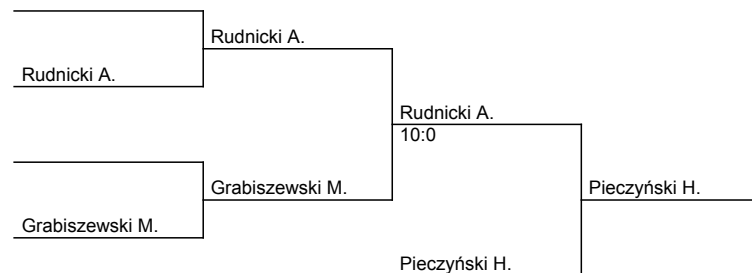 Rudnicki A.
Rudnicki A.
Rudnicki A.
10:0
Grabiszewski M.
Pieczyński H.
Grabiszewski M.
Pieczyński H.